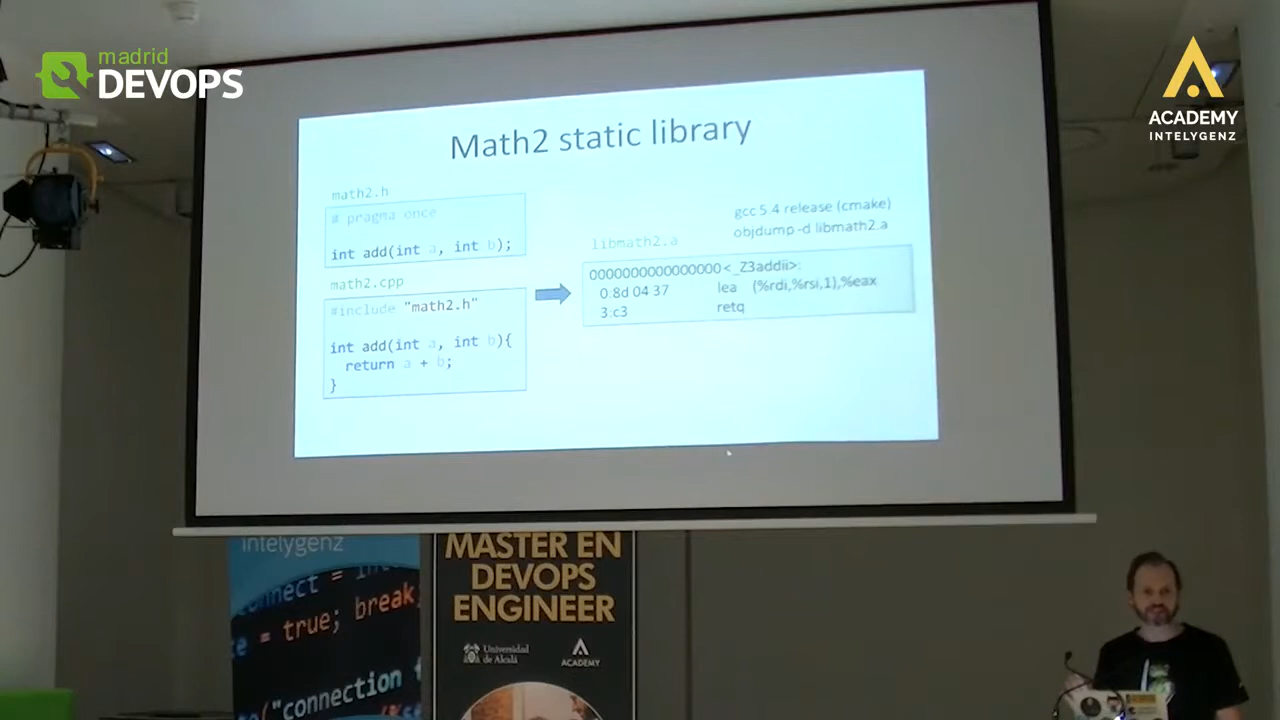 madrid
DEVOPS
ACADEMY
INTELYGENZ
Math2 static library
math2.h
# pragma once
int add(int a, int b);
math2.cpp
#include "math2.h"
int add(int a, int b){
return a + b;
}
gcc 5.4 release (cmake)
objdump -d libmath2.a
libmath2.a
0000000000000000 <_Z3addii>:
0:8d 04 37 lea (%rdi,%rsi,1),%eax
3:c3 retq
intelygenz
= true; break;
("connection
MASTER EN
DEVOPS
ENGINEER
Universidad
de Alcalá
ACADEMY